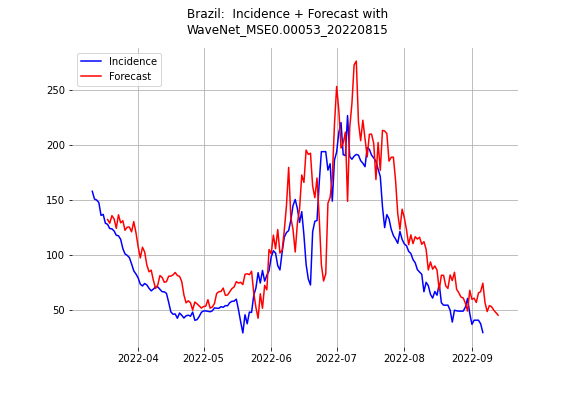 Brazil:  Incidence + Forecast with
WaveNet_MSE0.00053_20220815
Incidence
Forecast
250
200
150
100
50
2022-04
2022-05
2022-06
2022-07
2022-08
2022-09